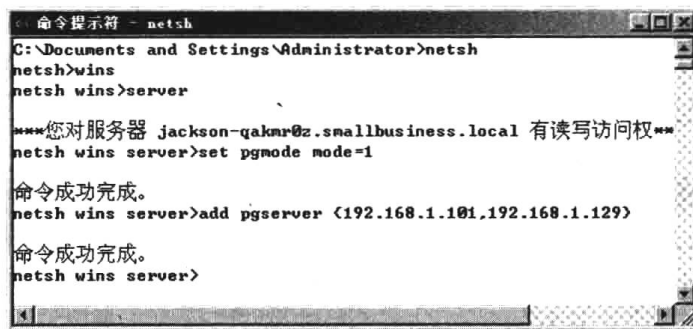 命令提示符 - netsh
C:\Documents and Settings\Administrator>netsh
netsh>wins
netsh wins>server
***您对服务器 jackson-qakmr0z.smallbusiness.local 有读写访问权**
netsh wins server>set pgmode mode=1
命令成功完成。
netsh wins server>add pgserver {192.168.1.101,192.168.1.129}
命令成功完成。
netsh wins server>